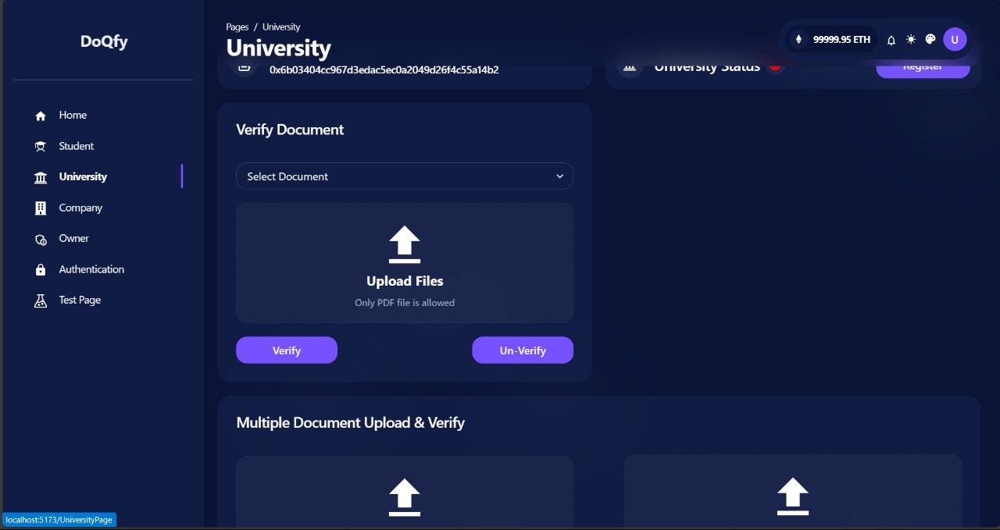 DoQfy
Pages / University
University
99999.95 ETH
U
0x6b03404cc967d3edac5ec0a2049d26f4c55a14b2
University Status
Register
Home
Student
University
Company
Owner
Authentication
Test Page
Verify Document
Select Document
Upload Files
Only PDF file is allowed
Verify
Un-Verify
Multiple Document Upload & Verify
localhost:5173/UniversityPage